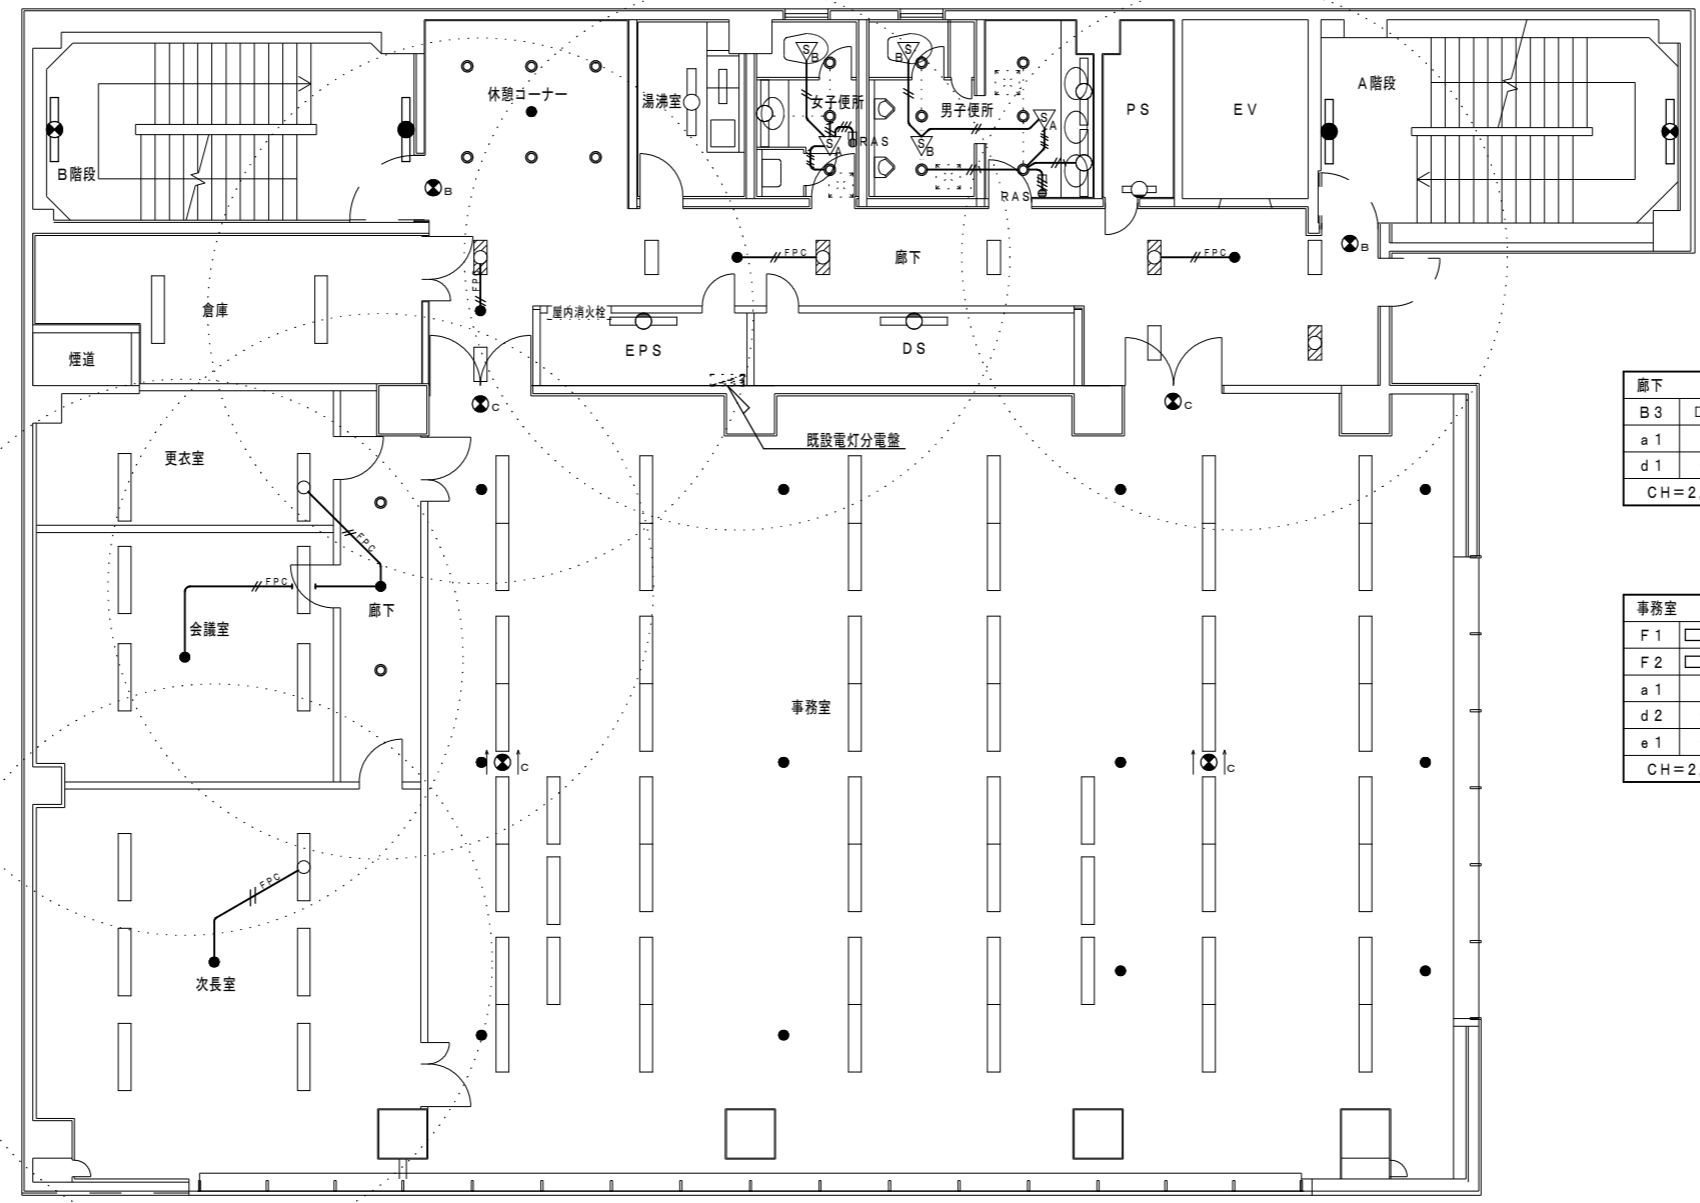 休憩コーナー
湯沸室
女子便所
男子便所
PS
EV
A階段
B階段
S
B
S
B
S
A
S
B
S
A
RAS
RAS
B
B
FPC
FPC
FPC
廊下
倉庫
屋内消火栓
EPS
DS
煙道
C
C
既設電灯分電盤
更衣室
FPC
FPC
廊下
会議室
事務室
C
C
FPC
次長室
廊下
B3
a1
d1
CH=2.
事務室
F1
F2
a1
d2
e1
CH=2.